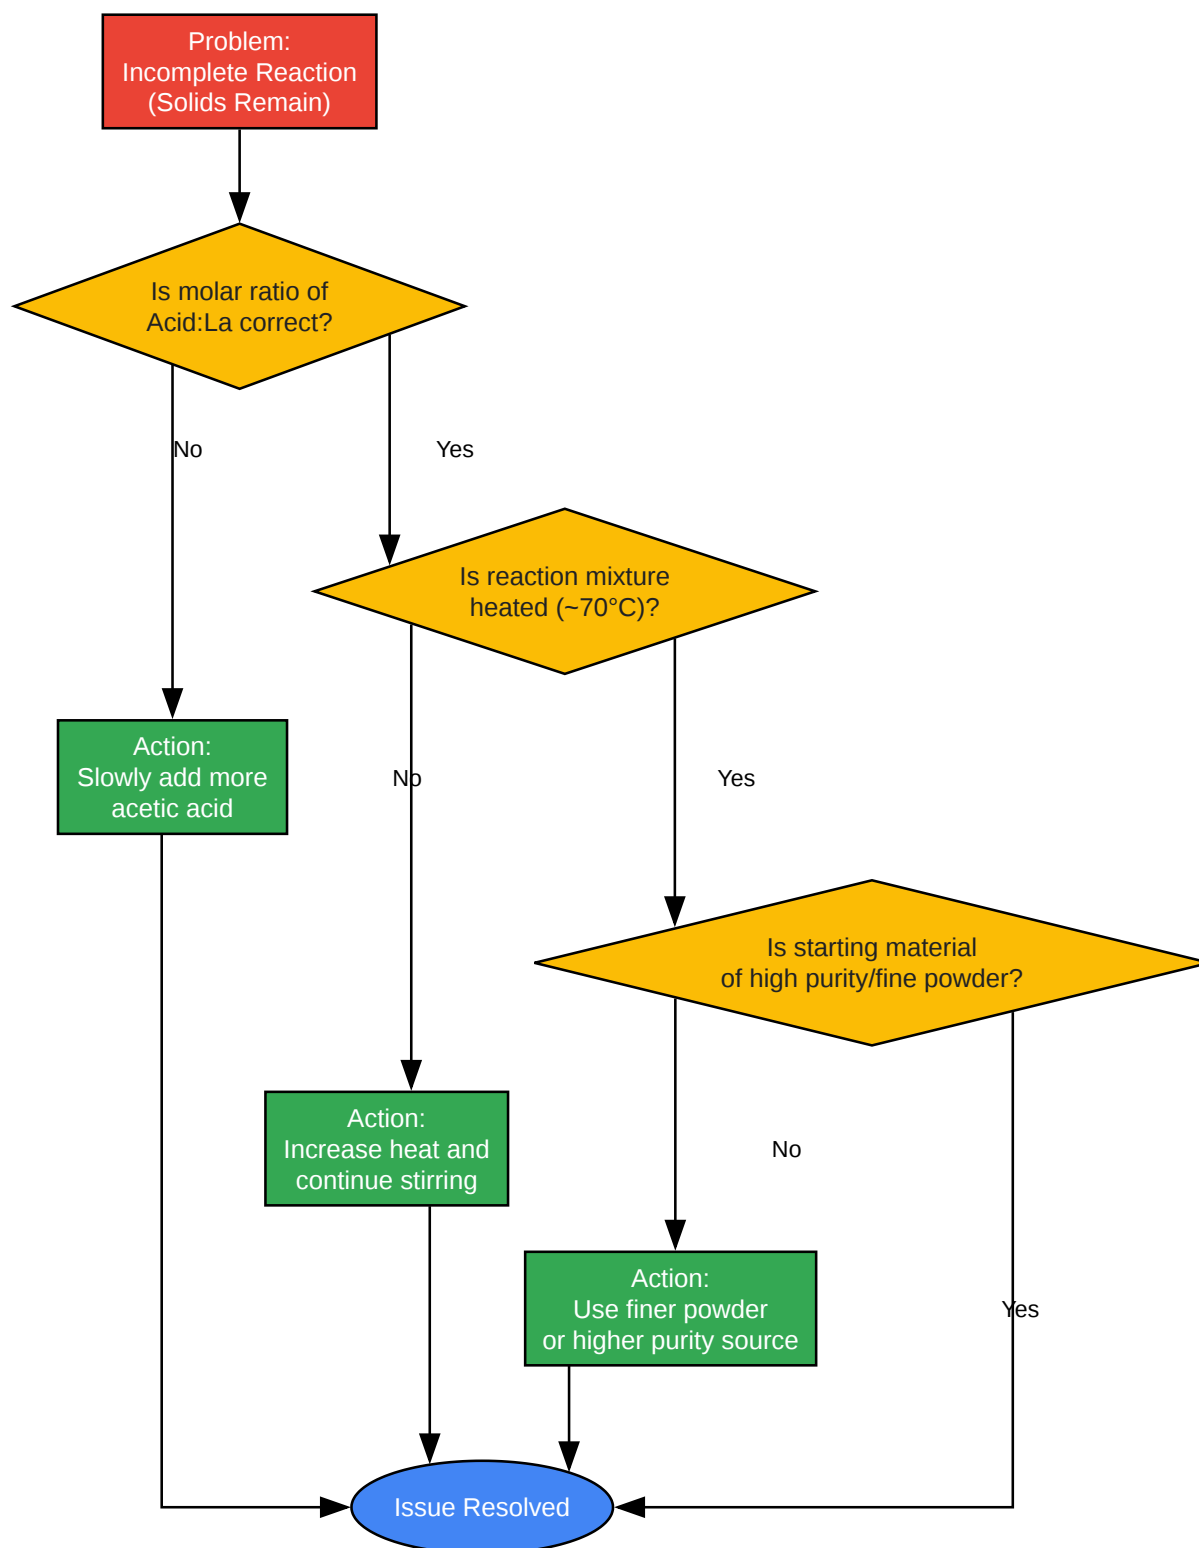 Problem:
Incomplete Reaction
(Solids Remain)
Is molar ratio of
Acid:La correct?
No
Yes
Is reaction mixture
heated (~70°C)?
Action:
Slowly add more
acetic acid
No
Yes
Is starting material
of high purity/fine powder?
Action:
Increase heat and
continue stirring
No
Action:
Use finer powder
or higher purity source
Yes
Issue Resolved